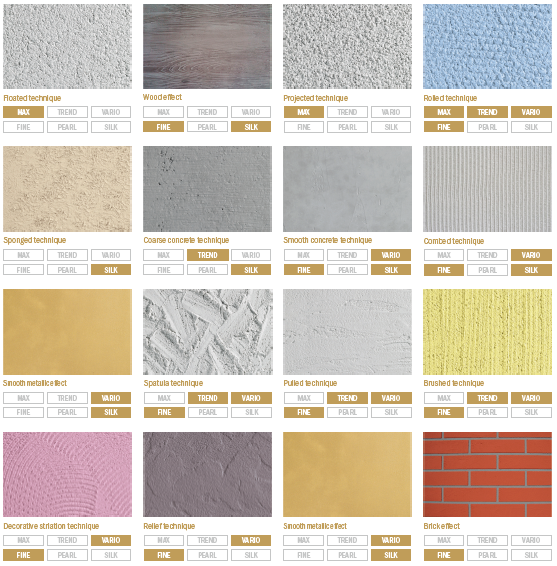 Floated technique Wood effect Projected technique Rolled technique
MAX TREND VARIO MAX TREND VARIO MAX TREND VARIO MAX TREND VARIO
FINE PEARL SILK FINE PEARL SILK FINE PEARL SILK FINE PEARL SILK
Sponged technique Coarse concrete technique Smooth concrete technique Combed technique
MAX TREND VARIO MAX TREND VARIO MAX TREND VARIO MAX TREND VARIO
FINE PEARL SILK FINE PEARL SILK FINE PEARL SILK FINE PEARL SILK
Smooth metallic effect Spatula technique Pulled technique Brushed technique
MAX TREND VARIO MAX TREND VARIO MAX TREND VARIO MAX TREND VARIO
FINE PEARL SILK FINE PEARL SILK FINE PEARL SILK FINE PEARL SILK
Decorative striation technique Relief technique Smooth metallic effect Brick effect
MAX TREND VARIO MAX TREND VARIO MAX TREND VARIO MAX TREND VARIO
FINE PEARL SILK FINE PEARL SILK FINE PEARL SILK FINE PEARL SILK